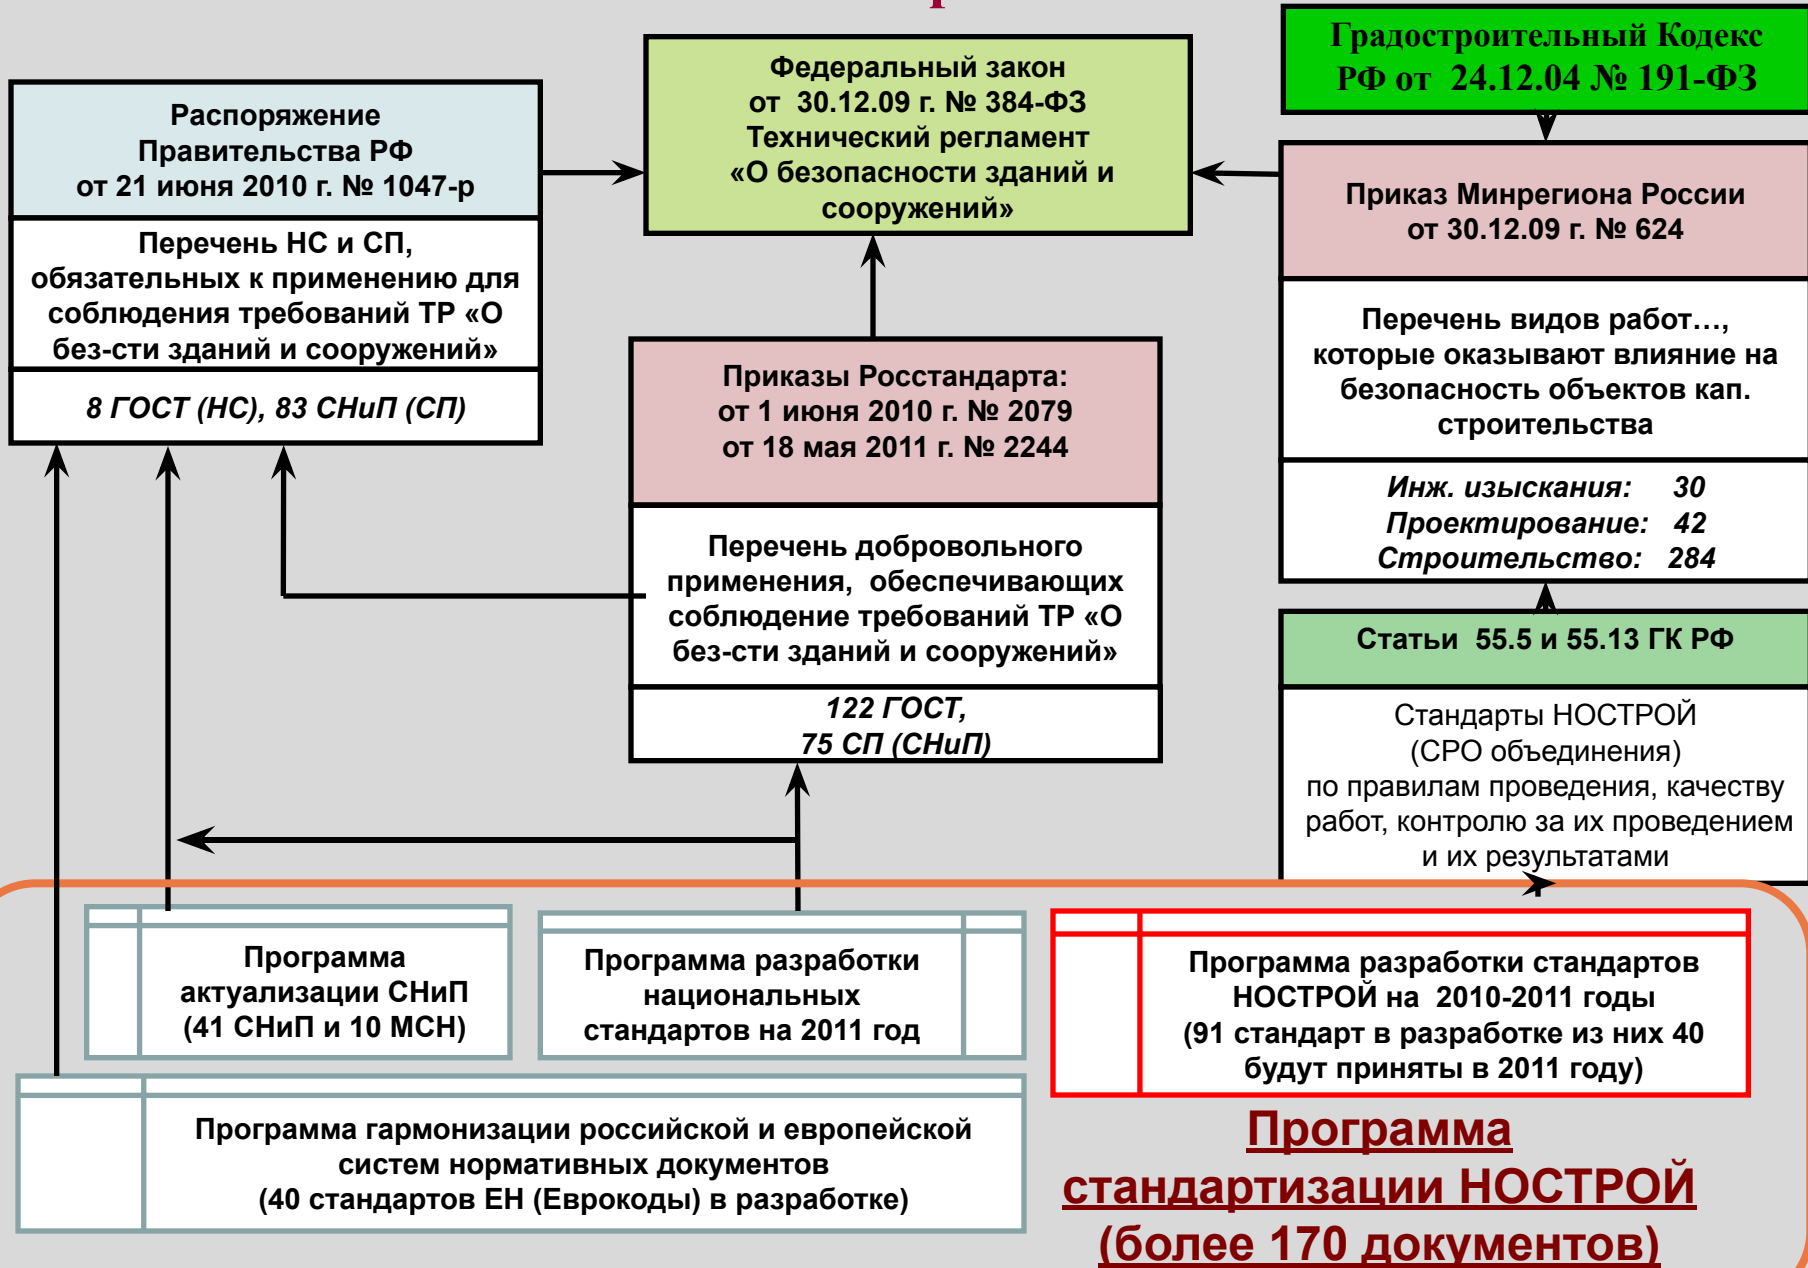 Градостроительный Кодекс
РФ от 24.12.04 № 191-ФЗ
Федеральный закон
от 30.12.09 г. № 384-ФЗ
Технический регламент
«О безопасности зданий и
сооружений»
Распоряжение
Правительства РФ
от 21 июня 2010 г. № 1047-р
Перечень НС и СП,
обязательных к применению для
соблюдения требований ТР «О
без-сти зданий и сооружений»
8 ГОСТ (НС), 83 СНиП (СП)
Приказ Минрегиона России
от 30.12.09 г. № 624
Перечень видов работ…,
которые оказывают влияние на
безопасность объектов кап.
строительства
Инж. изыскания: 30
Проектирование: 42
Строительство: 284
Приказы Росстандарта:
от 1 июня 2010 г. № 2079
от 18 мая 2011 г. № 2244
Перечень добровольного
применения, обеспечивающих
соблюдение требований ТР «О
без-сти зданий и сооружений»
122 ГОСТ,
75 СП (СНиП)
Статьи 55.5 и 55.13 ГК РФ
Стандарты НОСТРОЙ
(СРО объединения)
по правилам проведения, качеству
работ, контролю за их проведением
и их результатами
Программа
актуализации СНиП
(41 СНиП и 10 МСН)
Программа разработки
национальных
стандартов на 2011 год
Программа разработки стандартов
НОСТРОЙ на 2010-2011 годы
(91 стандарт в разработке из них 40
будут приняты в 2011 году)
Программа гармонизации российской и европейской
систем нормативных документов
(40 стандартов ЕН (Еврокоды) в разработке)
Программа
стандартизации НОСТРОЙ
(более 170 документов)